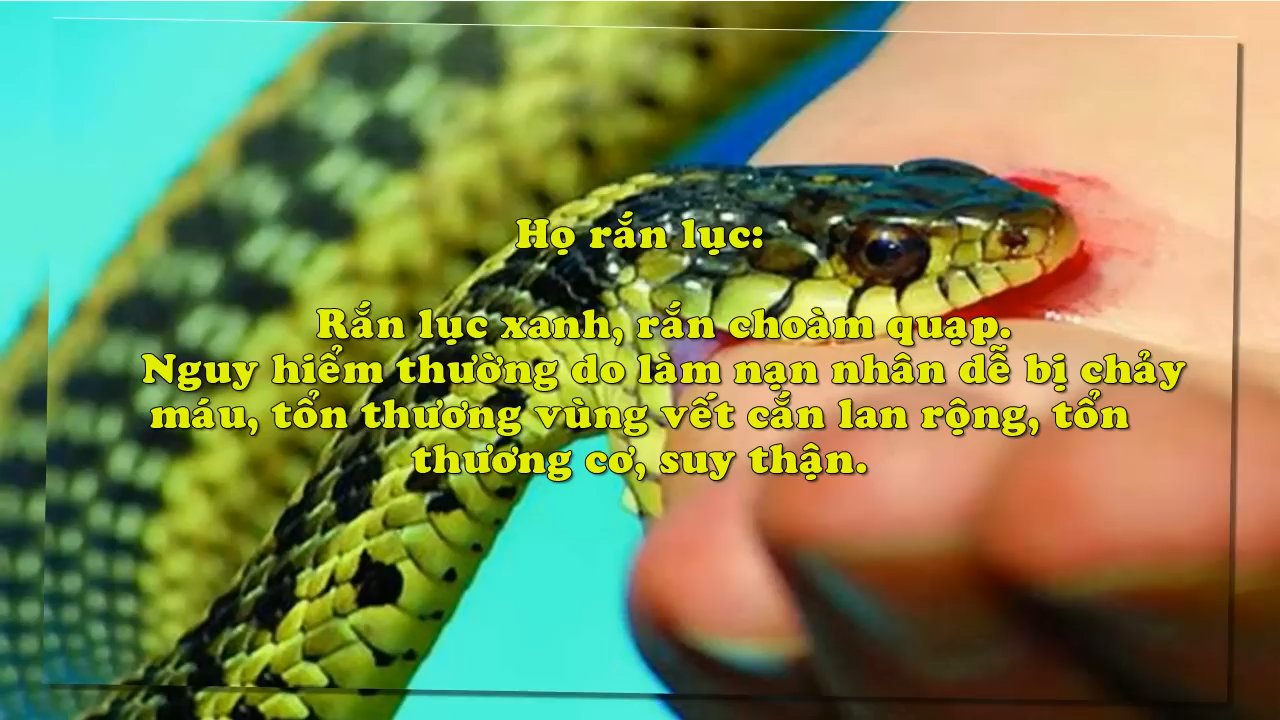 Họ rắn lục:
Rắn lục xanh, rắn choàm quạp.
Nguy hiểm thường do làm nạn nhân dễ bị chảy
máu, tổn thương vùng vết cắn lan rộng, tổn
thương cơ, suy thận.